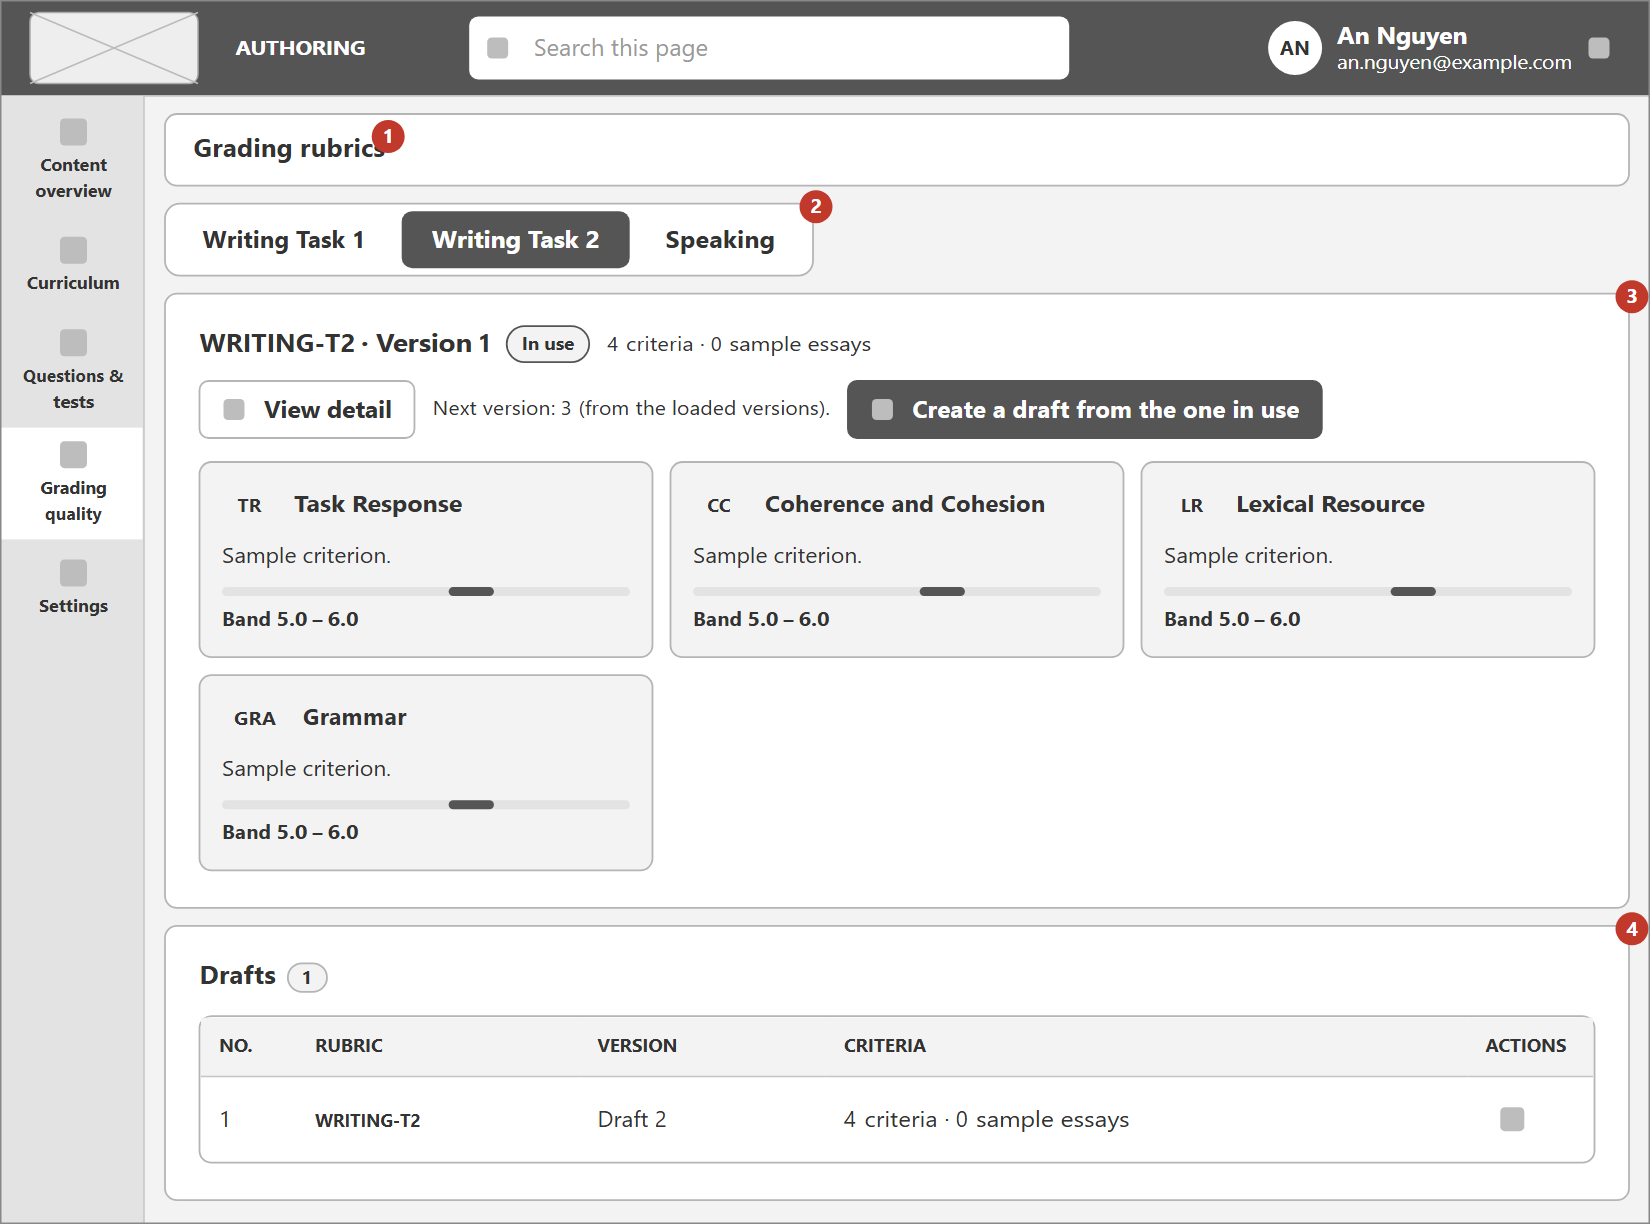 AUTHORING
Search this page
AN
An Nguyen
an.nguyen@example.com
Content
overview
Curriculum
Questions &
tests
Grading
quality
Settings
Grading rubrics
1
Writing Task 1
Writing Task 2
Speaking
2
3
WRITING-T2 · Version 1
In use
4 criteria · 0 sample essays
View detail
Next version: 3 (from the loaded versions).
Create a draft from the one in use
TR
Task Response
Sample criterion.
Band 5.0 – 6.0
CC
Coherence and Cohesion
Sample criterion.
Band 5.0 – 6.0
LR
Lexical Resource
Sample criterion.
Band 5.0 – 6.0
GRA
Grammar
Sample criterion.
Band 5.0 – 6.0
4
Drafts
1
NO.
RUBRIC
VERSION
CRITERIA
ACTIONS
1
WRITING-T2
Draft 2
4 criteria · 0 sample essays